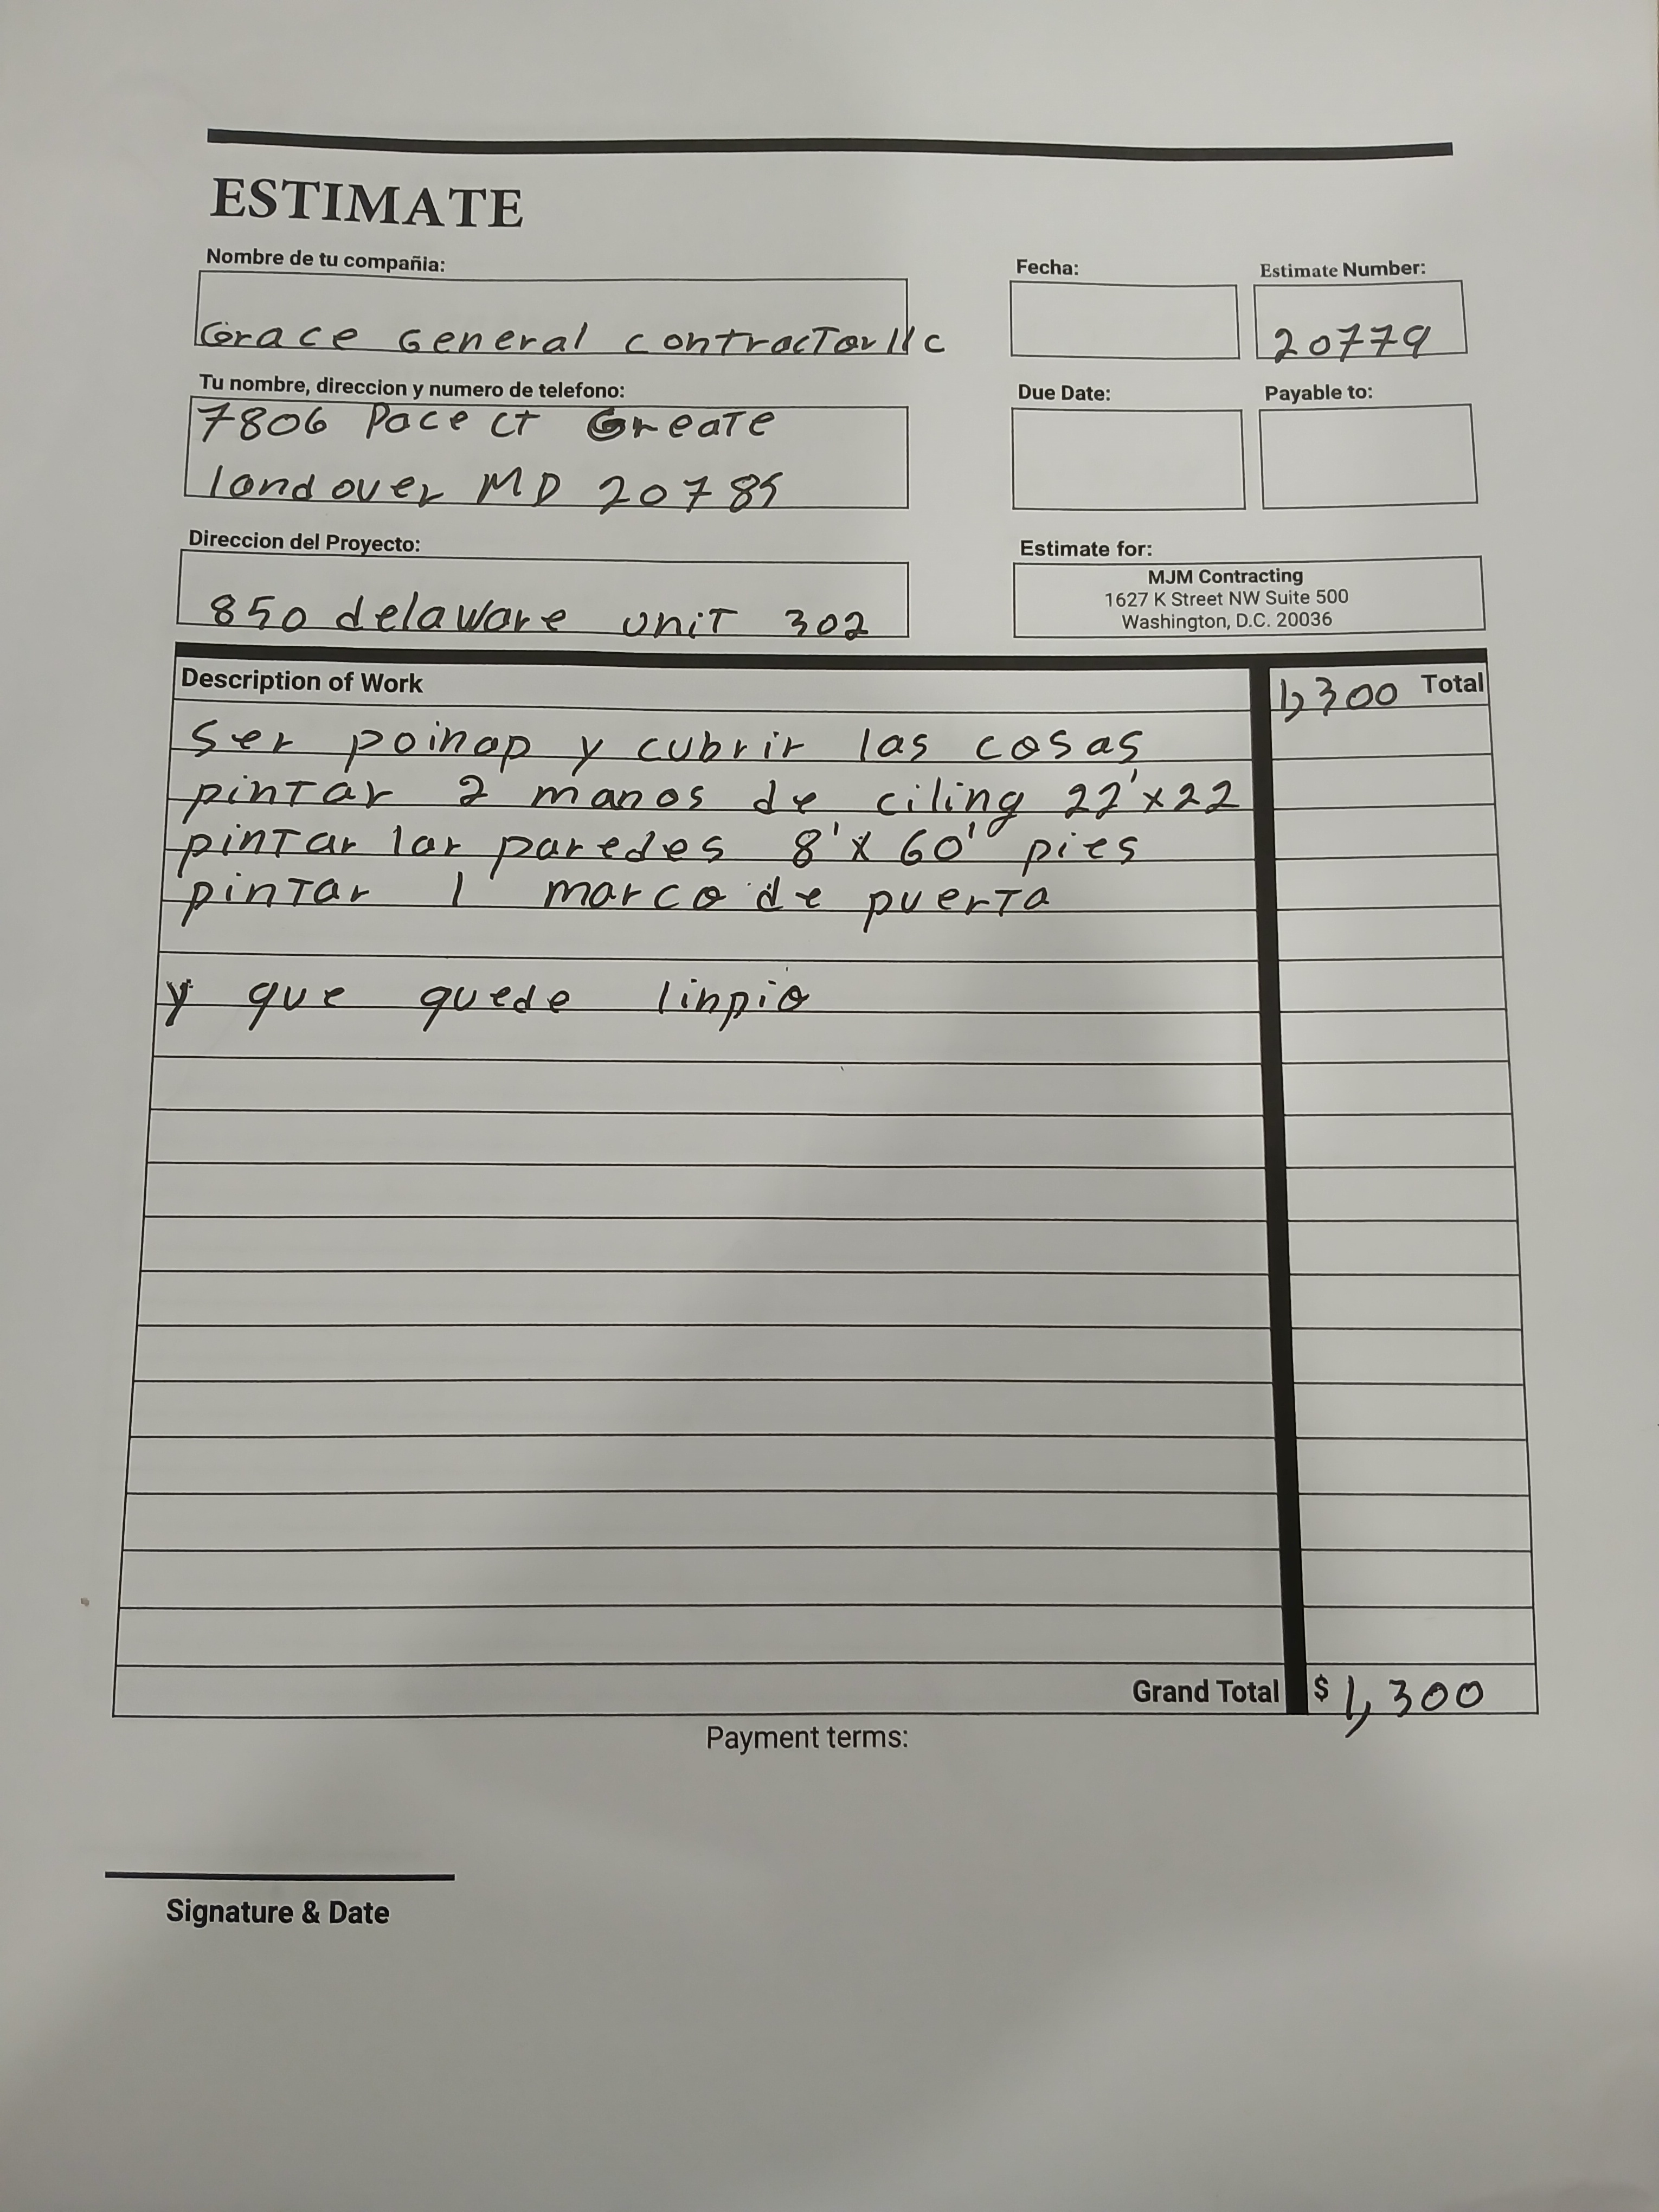 ESTIMATE
Nombre de tu compañia:
Grace General contractor llc
Fecha:
Estimate Number:
20779
Tu nombre, direccion y numero de telefono:
7806 Pace ct Greate
landover MD 20785
Due Date:
Payable to:
Direccion del Proyecto:
850 delaware unit 302
Estimate for:
MJM Contracting
1627 K Street NW Suite 500
Washington, D.C. 20036
Description of Work
1,300 Total
ser poinap y cubrir las cosas
pintar 2 manos de ciling 22'x22
pintar lar paredes 8'x60' pies
pintar 1 marco de puerta
y que quede linpio
Grand Total $ 1,300
Payment terms:
Signature & Date